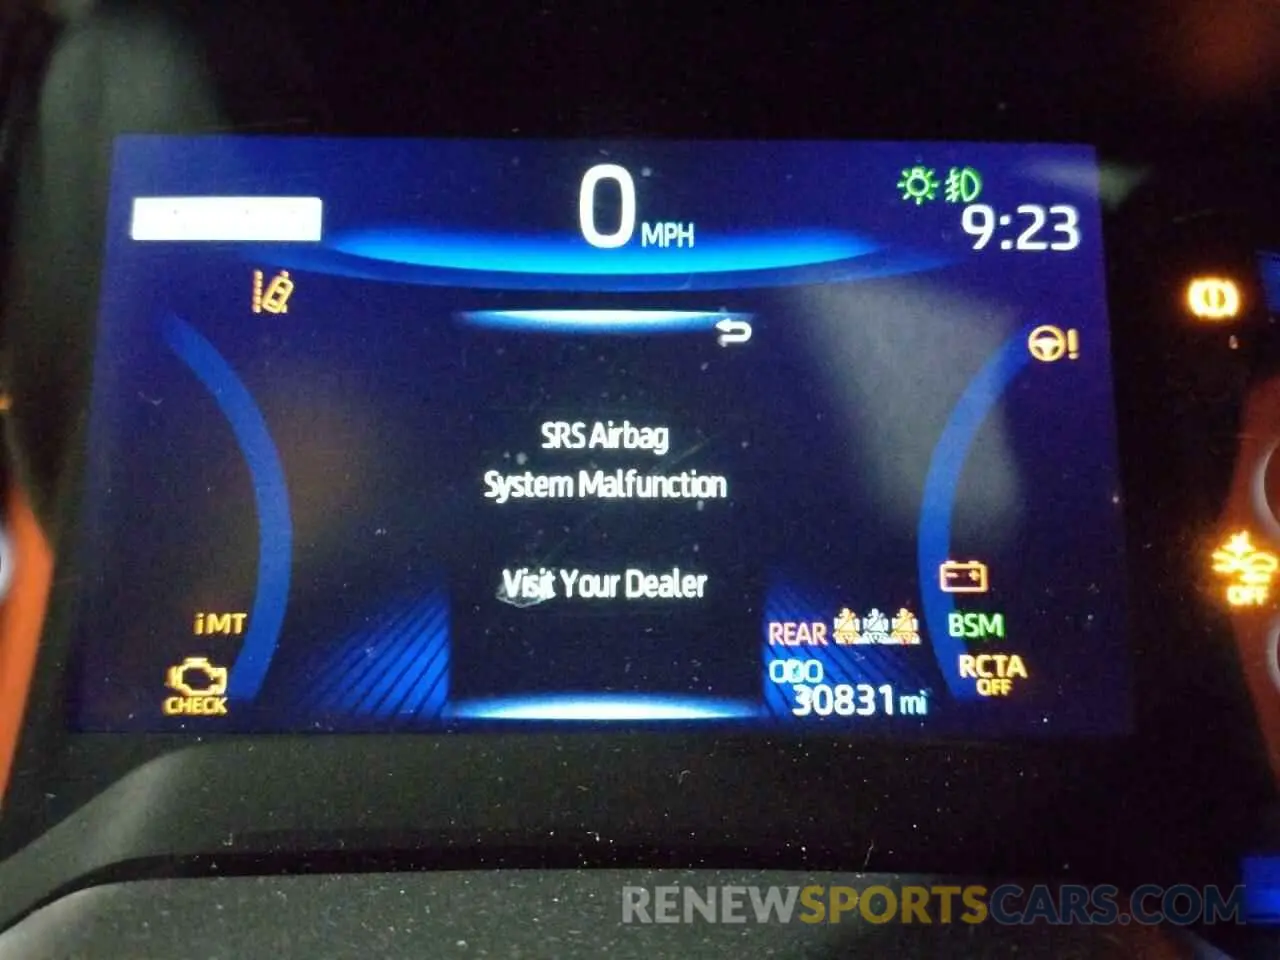 0 MPH
9:23
SRS Airbag
System Malfunction
Visit Your Dealer
iMT
CHECK
REAR
BSM
RCTA
OFF
ODO
30831 mi
OFF
RENEWSPORTSCARS.COM